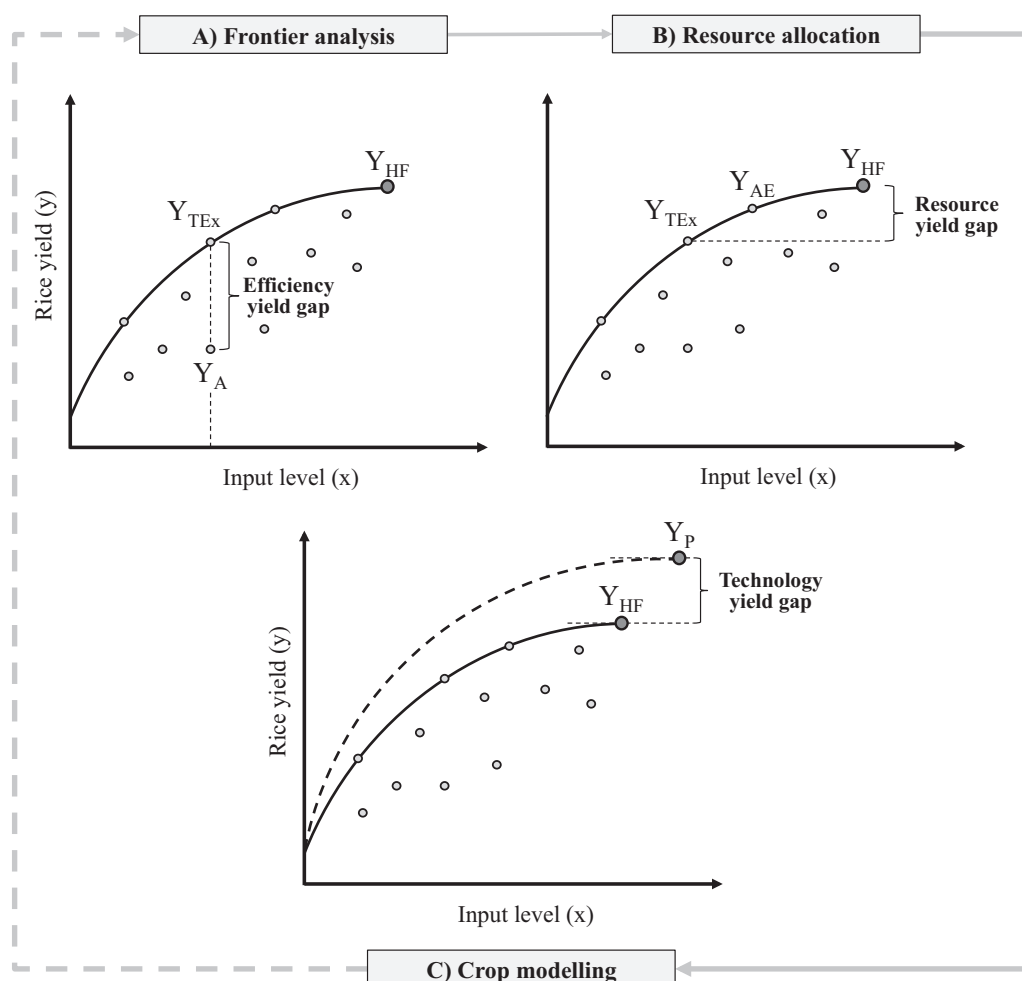 A) Frontier analysis
B) Resource allocation
Y_HF
Y_TEx
Efficiency
yield gap
Y_A
Rice yield (y)
Input level (x)
Y_HF
Y_AE
Y_TEx
Resource
yield gap
Input level (x)
Y_P
Technology
yield gap
Y_HF
Rice yield (y)
Input level (x)
C) Crop modelling